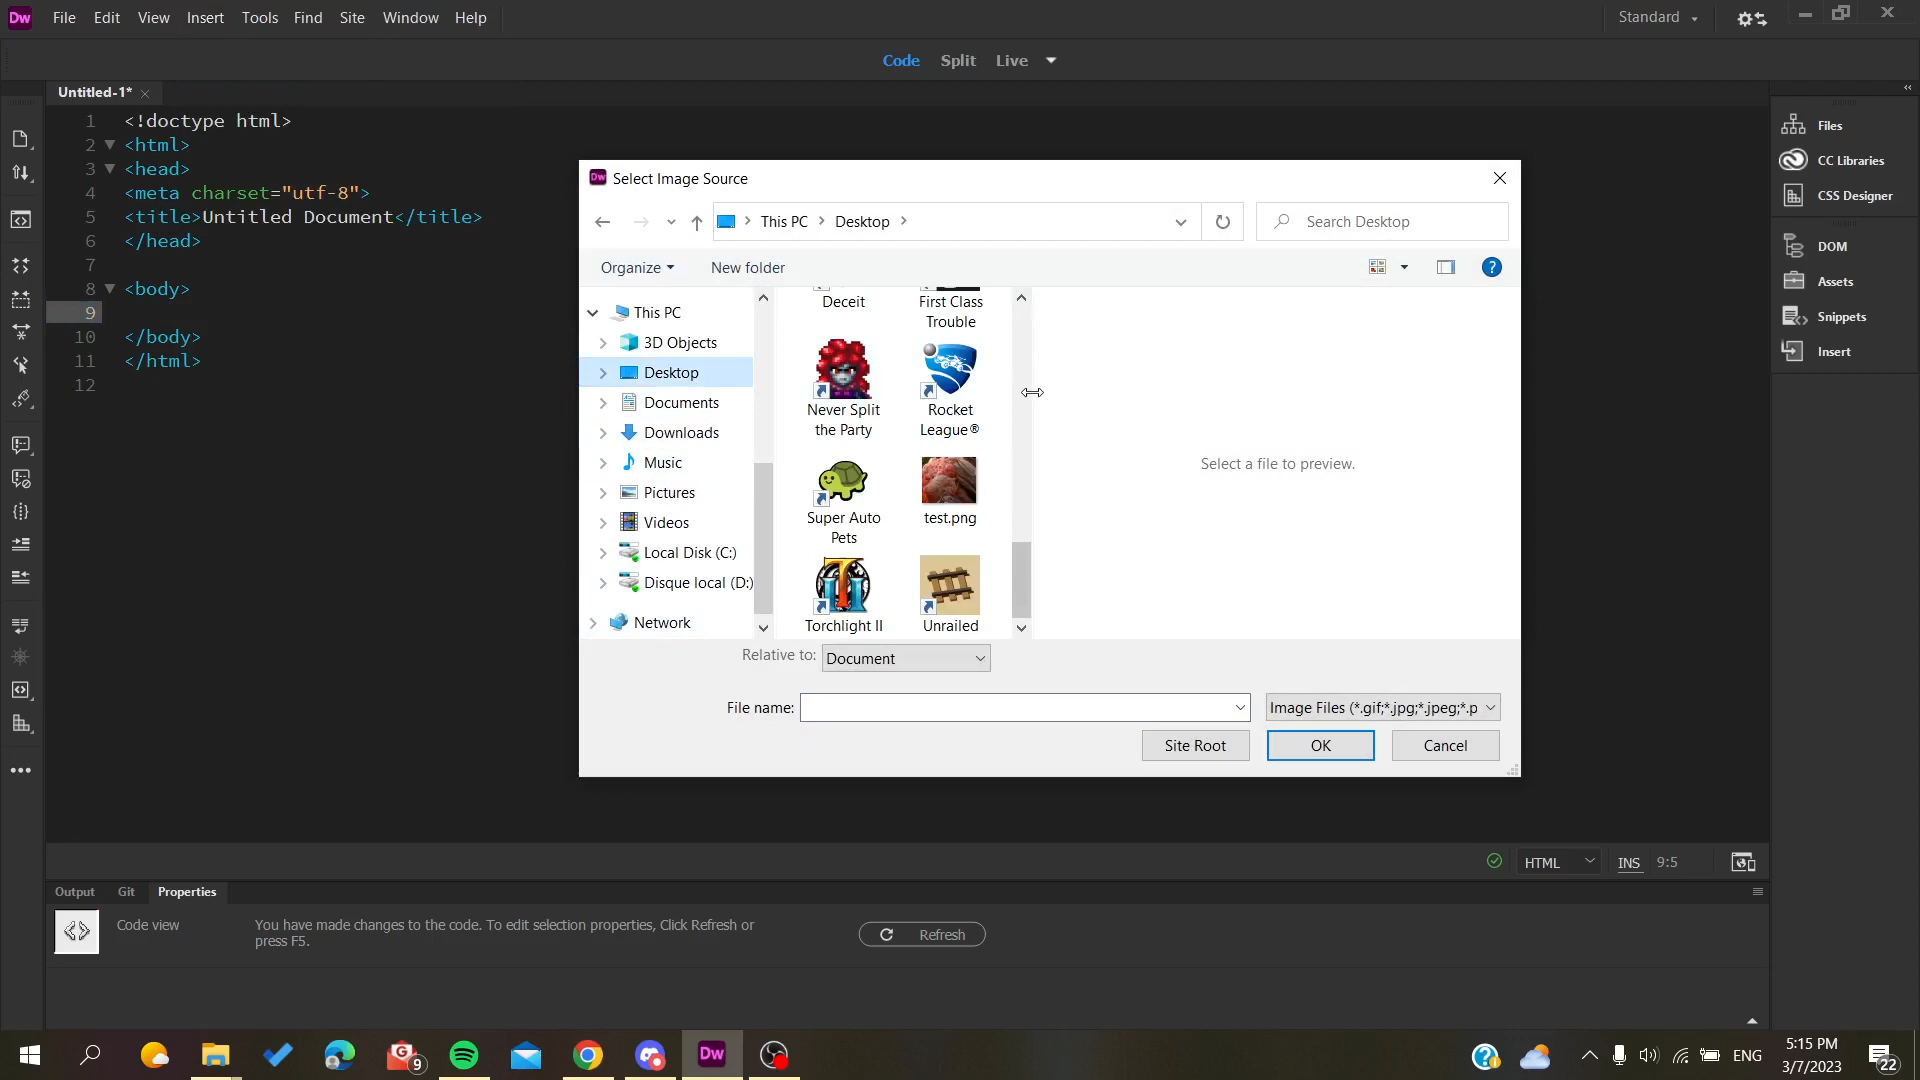 Dw File Edit View Insert Tools Find Site Window Help Standard
Code Split Live
Untitled-1*
1 <!doctype html>
2 <html>
3 <head>
4 <meta charset="utf-8">
5 <title>Untitled Document</title>
6 </head>
7
8 <body>
9
10 </body>
11 </html>
12
Files
CC Libraries
CSS Designer
DOM
Assets
Snippets
Insert
Dw Select Image Source
This PC Desktop Search Desktop
Organize New folder
This PC
3D Objects
Desktop
Documents
Downloads
Music
Pictures
Videos
Local Disk (C:)
Disque local (D:)
Network
Deceit
First Class
Trouble
Never Split
the Party
Rocket
League®
Super Auto
Pets
test.png
Torchlight II
Unrailed
Select a file to preview.
Relative to: Document
File name: Image Files (*.gif;*.jpg;*.jpeg;*.p
Site Root OK Cancel
HTML INS 9:5
Output Git Properties
Code view
You have made changes to the code. To edit selection properties, Click Refresh or
press F5.
Refresh
9 Dw ENG
5:15 PM
3/7/2023
22